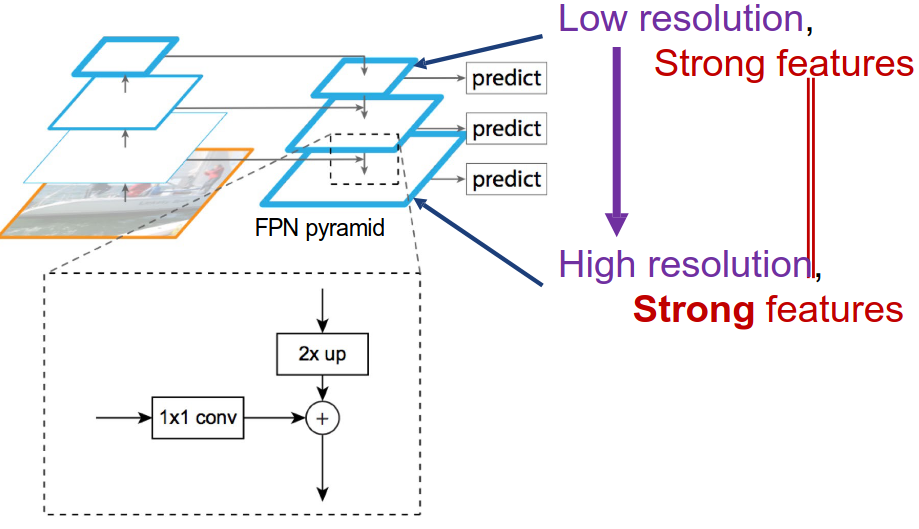 Low resolution,
Strong features
predict
predict
predict
FPN pyramid
High resolution,
Strong features
2x up
1x1 conv
+